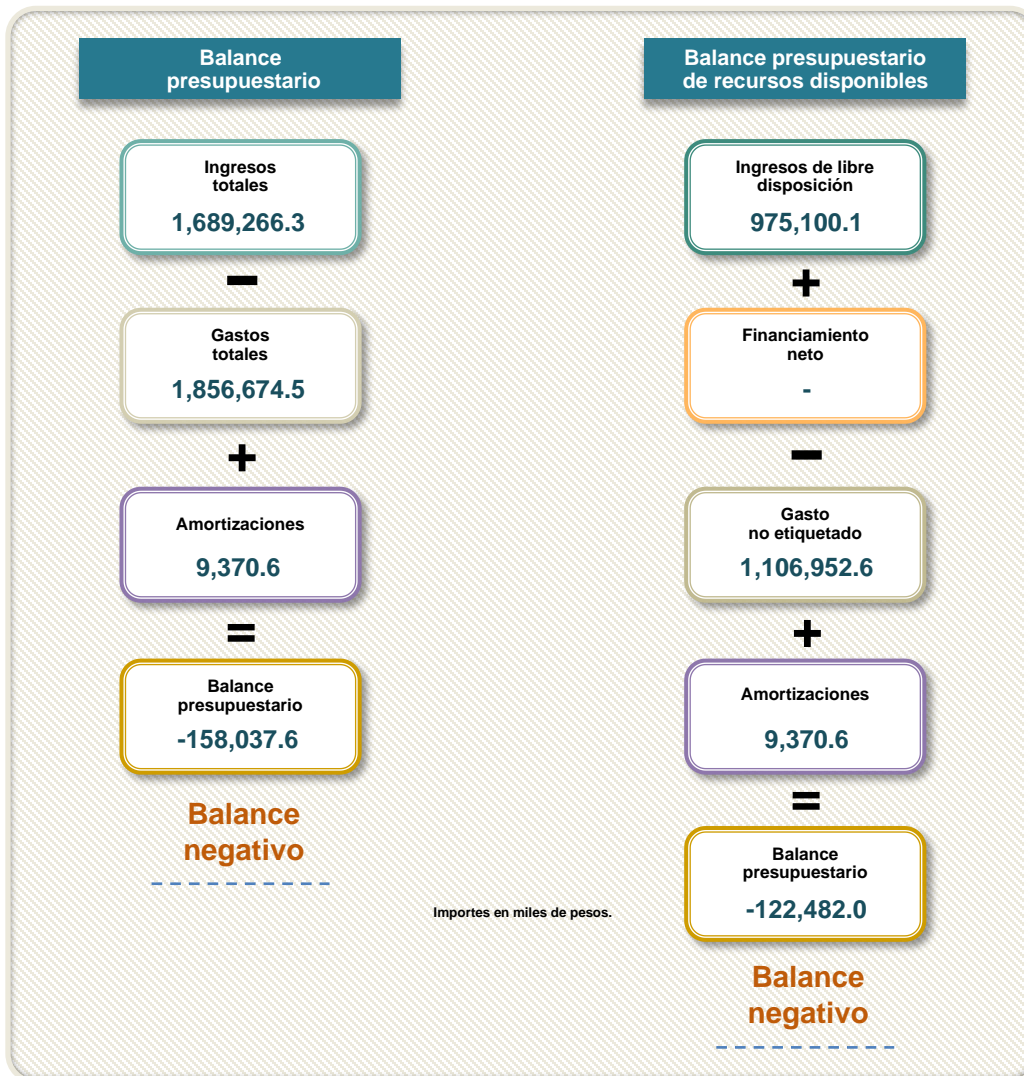 Balance
presupuestario
Ingresos
totales
1,689,266.3
–
Gastos
totales
1,856,674.5
+
Amortizaciones
9,370.6
=
Balance
presupuestario
-158,037.6
Balance
negativo
Balance presupuestario
de recursos disponibles
Ingresos de libre
disposición
975,100.1
+
Financiamiento
neto
-
–
Gasto
no etiquetado
1,106,952.6
+
Amortizaciones
9,370.6
=
Balance
presupuestario
-122,482.0
Balance
negativo
Importes en miles de pesos.